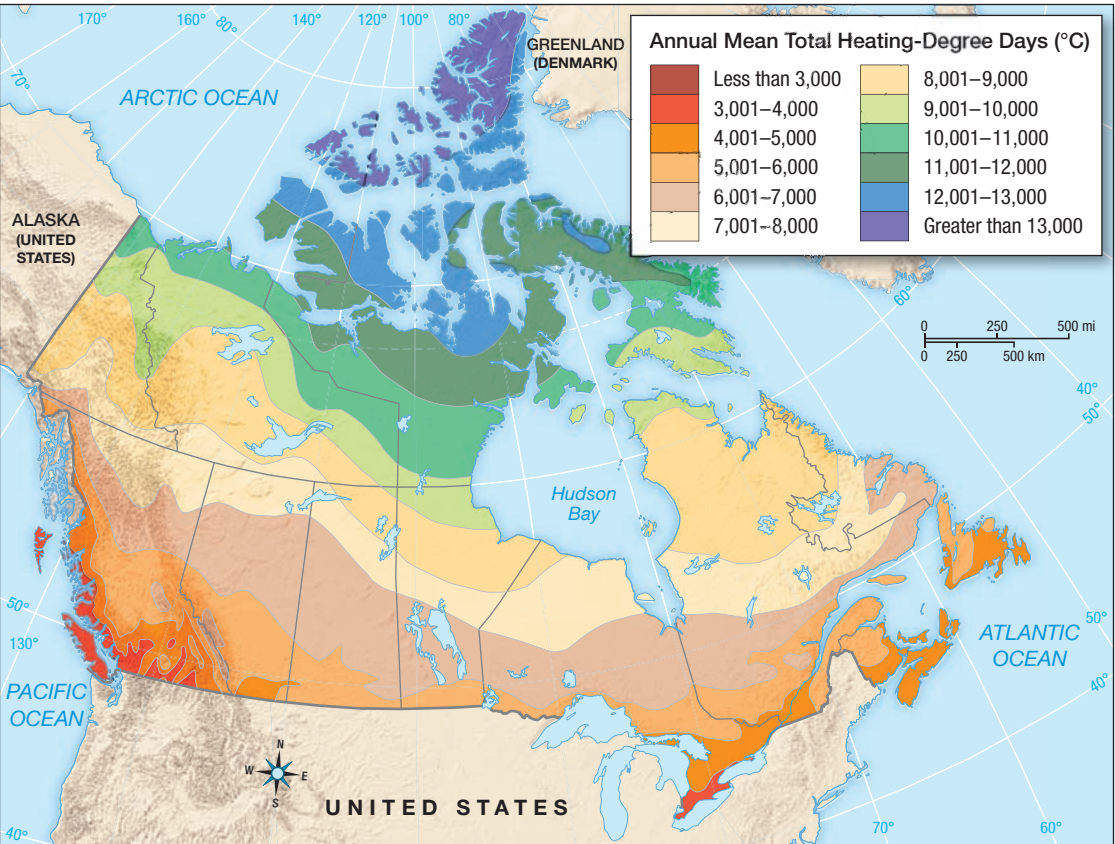 170°
160°
80°
140°
120°
100°
80°
GREENLAND
(DENMARK)
Annual Mean Total Heating-Degree Days (°C)
Less than 3,000
3,001–4,000
4,001–5,000
5,001–6,000
6,001–7,000
7,001–8,000
8,001–9,000
9,001–10,000
10,001–11,000
11,001–12,000
12,001–13,000
Greater than 13,000
70°
ARCTIC OCEAN
ALASKA
(UNITED
STATES)
60°
0 250 500 mi
0 250 500 km
40°
50°
Hudson
Bay
50°
130°
50°
ATLANTIC
OCEAN
40°
PACIFIC
OCEAN
N
W E
S
UNITED STATES
40°
70°
60°